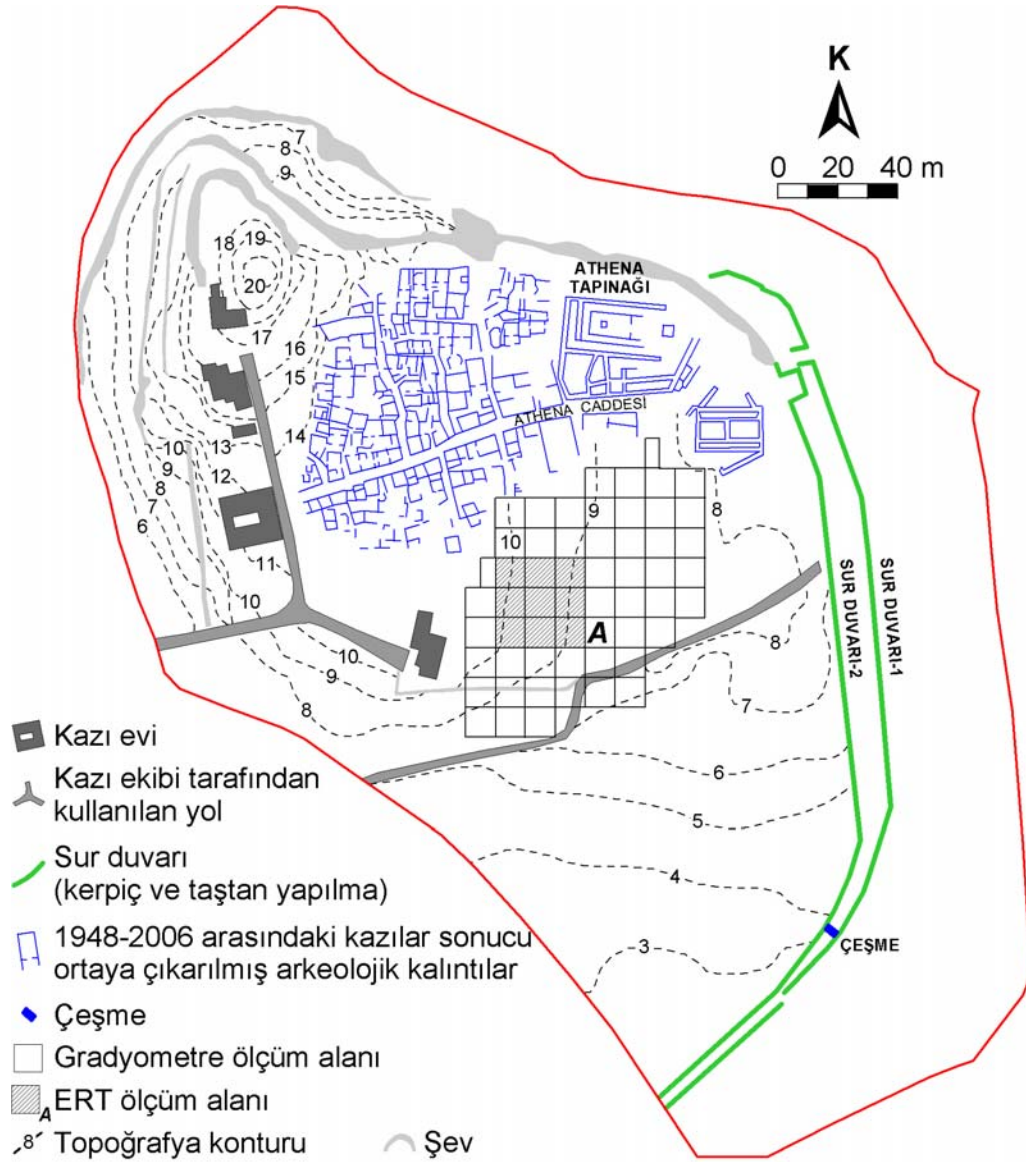 K
0 20 40 m
7
8
9
18
19
20
17
16
15
14
ATHENA
TAPINAĞI
ATHENA CADDESİ
10
9
8
7
6
13
12
11
10
10
9
8
10
9
8
A
8
7
6
5
4
3
SUR DUVARI-2
SUR DUVARI-1
ÇEŞME
Kazı evi
Kazı ekibi tarafından
kullanılan yol
Sur duvarı
(kerpiç ve taştan yapılma)
1948-2006 arasındaki kazılar sonucu
ortaya çıkarılmış arkeolojik kalıntılar
Çeşme
Gradyometre ölçüm alanı
A ERT ölçüm alanı
8 Topoğrafya konturu
Şev